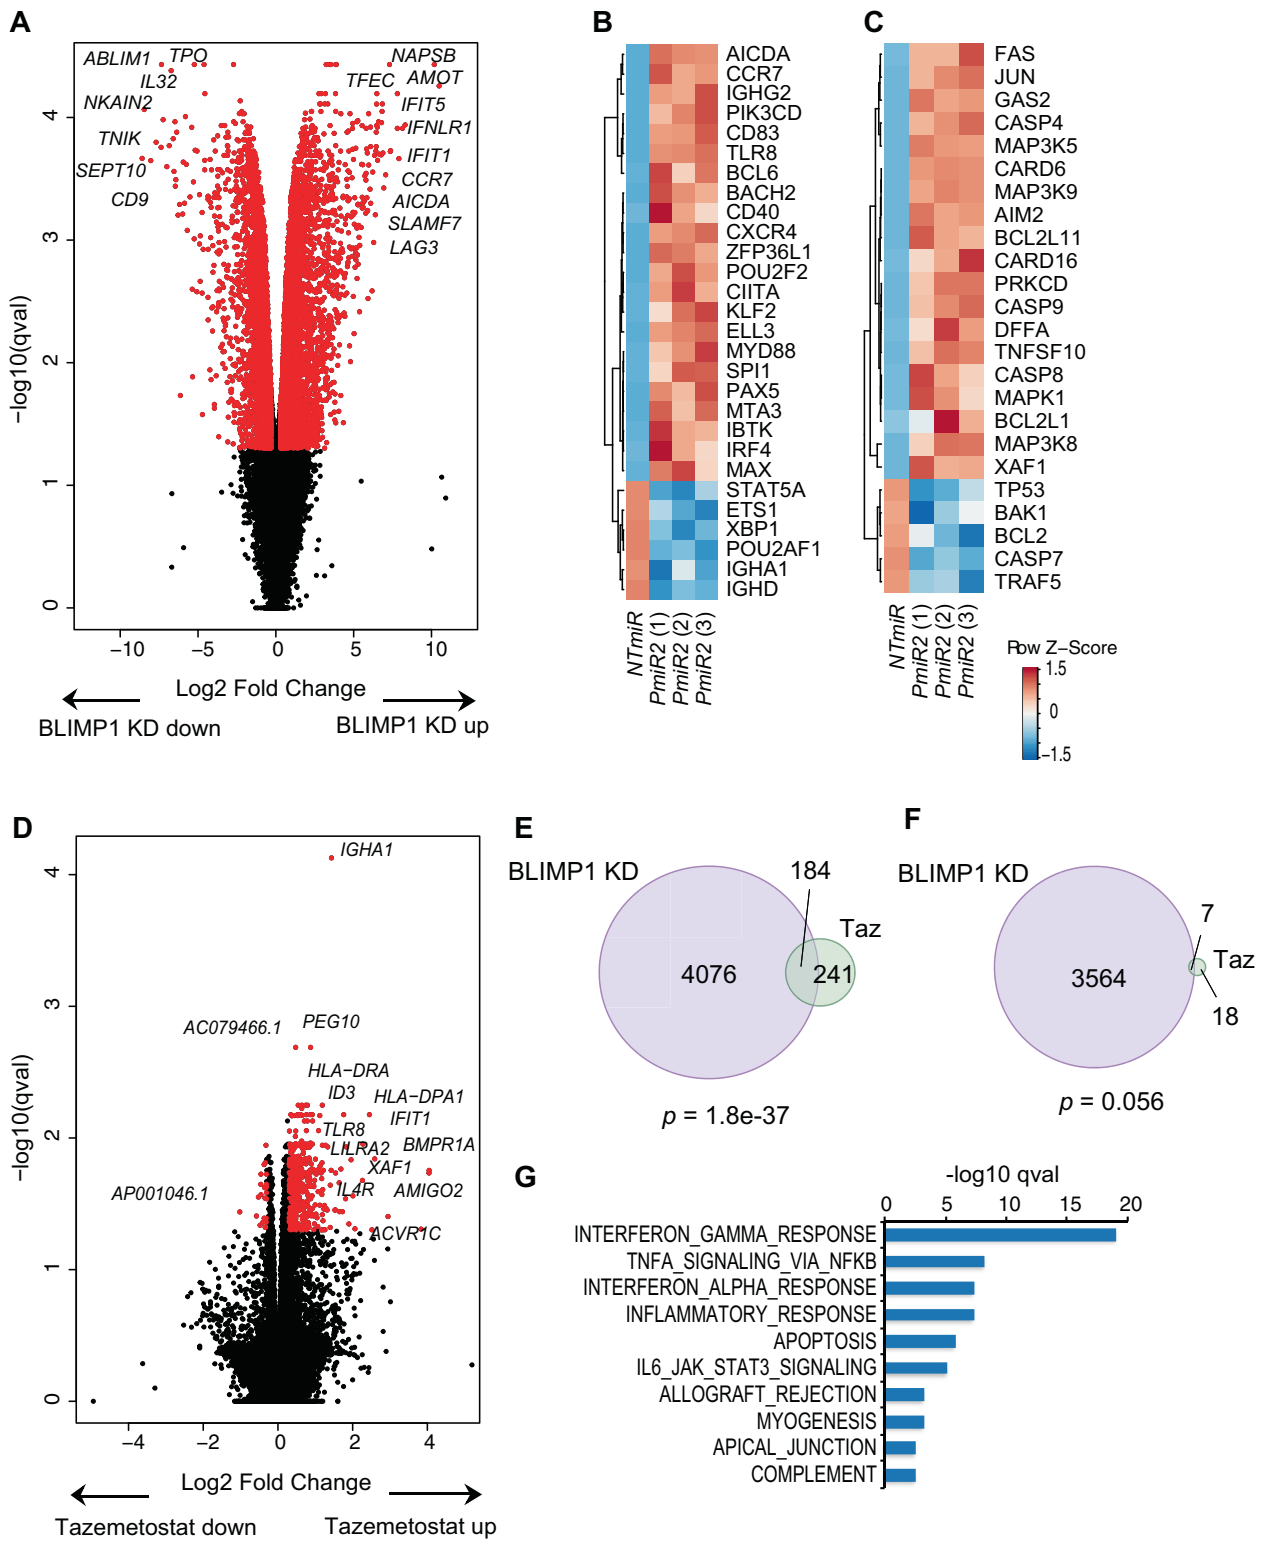 A
ABLIM1
TPO
NAPSB
IL32
TFEC
AMOT
NKAIN2
IFIT5
TNIK
IFNLR1
IFIT1
SEPT10
CCR7
CD9
AICDA
SLAMF7
LAG3
−log10(qval)
4
3
2
1
0
−10
−5
0
5
10
Log2 Fold Change
BLIMP1 KD down
BLIMP1 KD up
B
AICDA
CCR7
IGHG2
PIK3CD
CD83
TLR8
BCL6
BACH2
CD40
CXCR4
ZFP36L1
POU2F2
CIITA
KLF2
ELL3
MYD88
SPI1
PAX5
MTA3
IBTK
IRF4
MAX
STAT5A
ETS1
XBP1
POU2AF1
IGHA1
IGHD
NTmiR
PmiR2 (1)
PmiR2 (2)
PmiR2 (3)
C
FAS
JUN
GAS2
CASP4
MAP3K5
CARD6
MAP3K9
AIM2
BCL2L11
CARD16
PRKCD
CASP9
DFFA
TNFSF10
CASP8
MAPK1
BCL2L1
MAP3K8
XAF1
TP53
BAK1
BCL2
CASP7
TRAF5
NTmiR
PmiR2 (1)
PmiR2 (2)
PmiR2 (3)
Row Z−Score
1.5
0
−1.5
D
IGHA1
AC079466.1
PEG10
HLA−DRA
ID3
HLA−DPA1
IFIT1
TLR8
LILRA2
BMPR1A
XAF1
AP001046.1
IL4R
AMIGO2
ACVR1C
−log10(qval)
4
3
2
1
0
−4
−2
0
2
4
Log2 Fold Change
Tazemetostat down
Tazemetostat up
E
BLIMP1 KD
184
Taz
4076
241
p = 1.8e-37
F
BLIMP1 KD
7
Taz
3564
18
p = 0.056
G
-log10 qval
0
5
10
15
20
INTERFERON_GAMMA_RESPONSE
TNFA_SIGNALING_VIA_NFKB
INTERFERON_ALPHA_RESPONSE
INFLAMMATORY_RESPONSE
APOPTOSIS
IL6_JAK_STAT3_SIGNALING
ALLOGRAFT_REJECTION
MYOGENESIS
APICAL_JUNCTION
COMPLEMENT